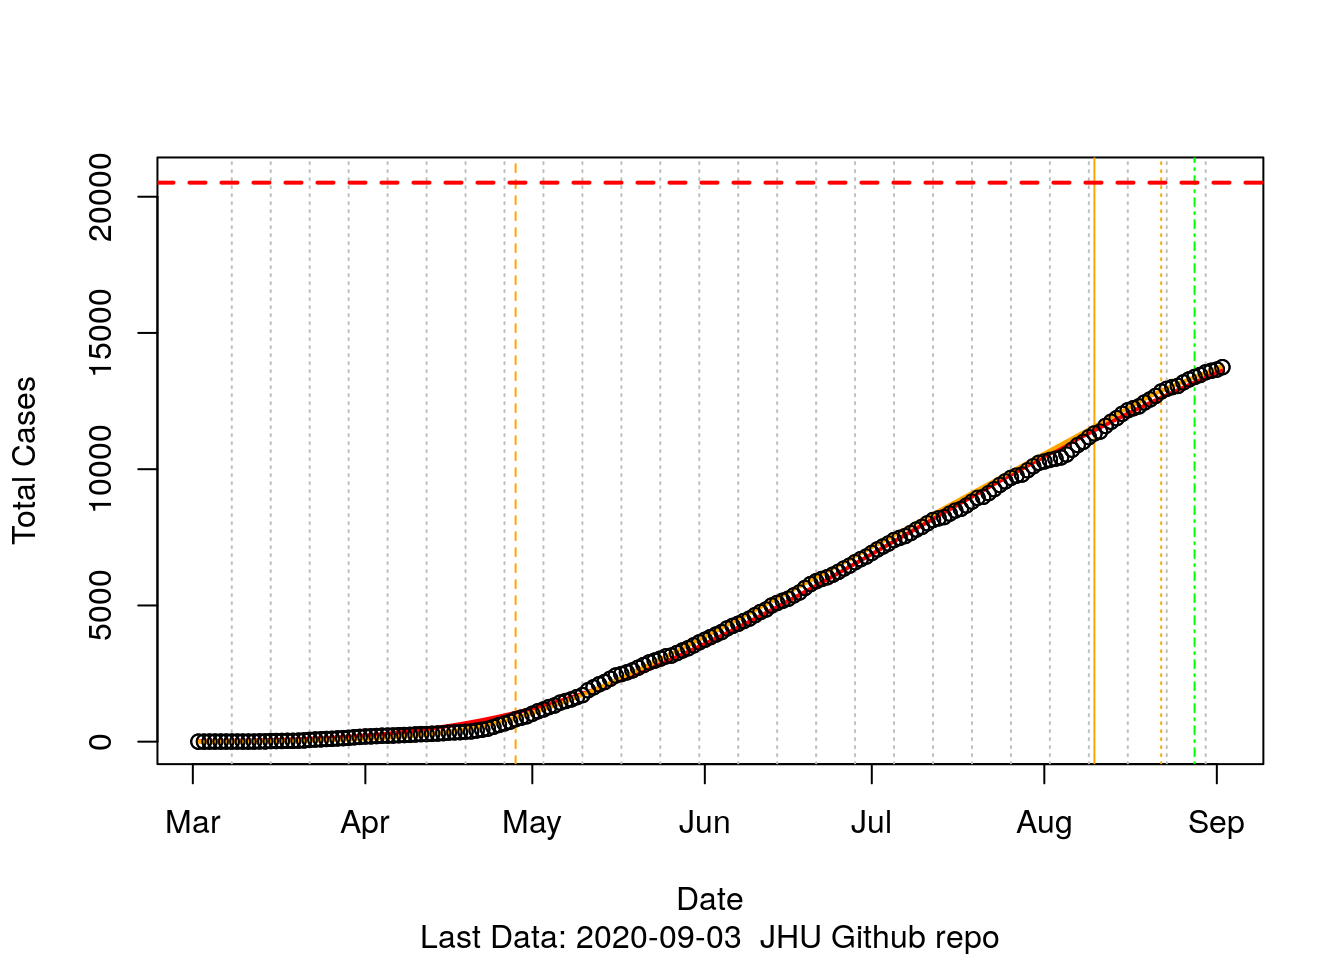 Total Cases
20000
15000
10000
5000
0
Mar Apr May Jun Jul Aug Sep
Date
Last Data: 2020-09-03 JHU Github repo